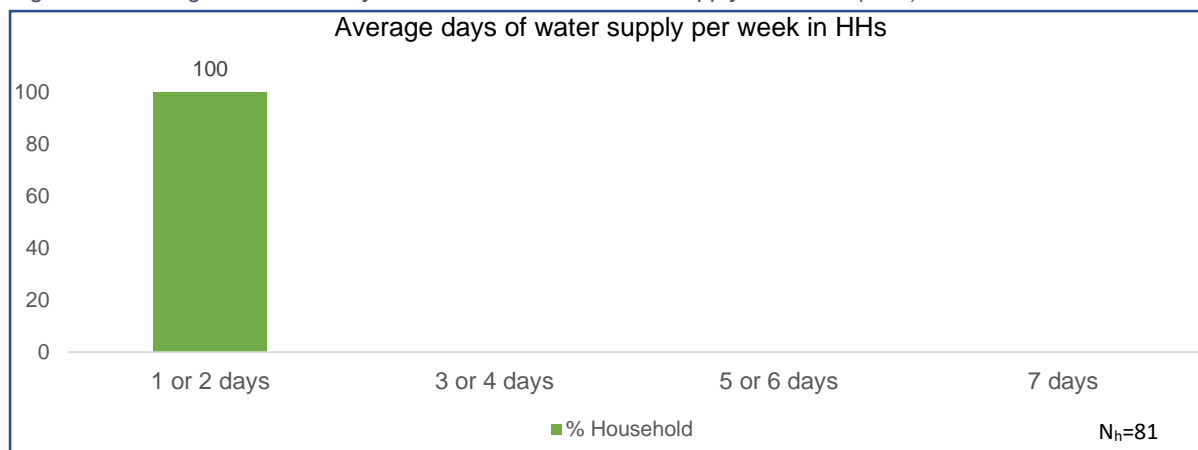 Average days of water supply per week in HHs
100
100
80
60
40
20
0
1 or 2 days 3 or 4 days 5 or 6 days 7 days
% Household
Nh=81